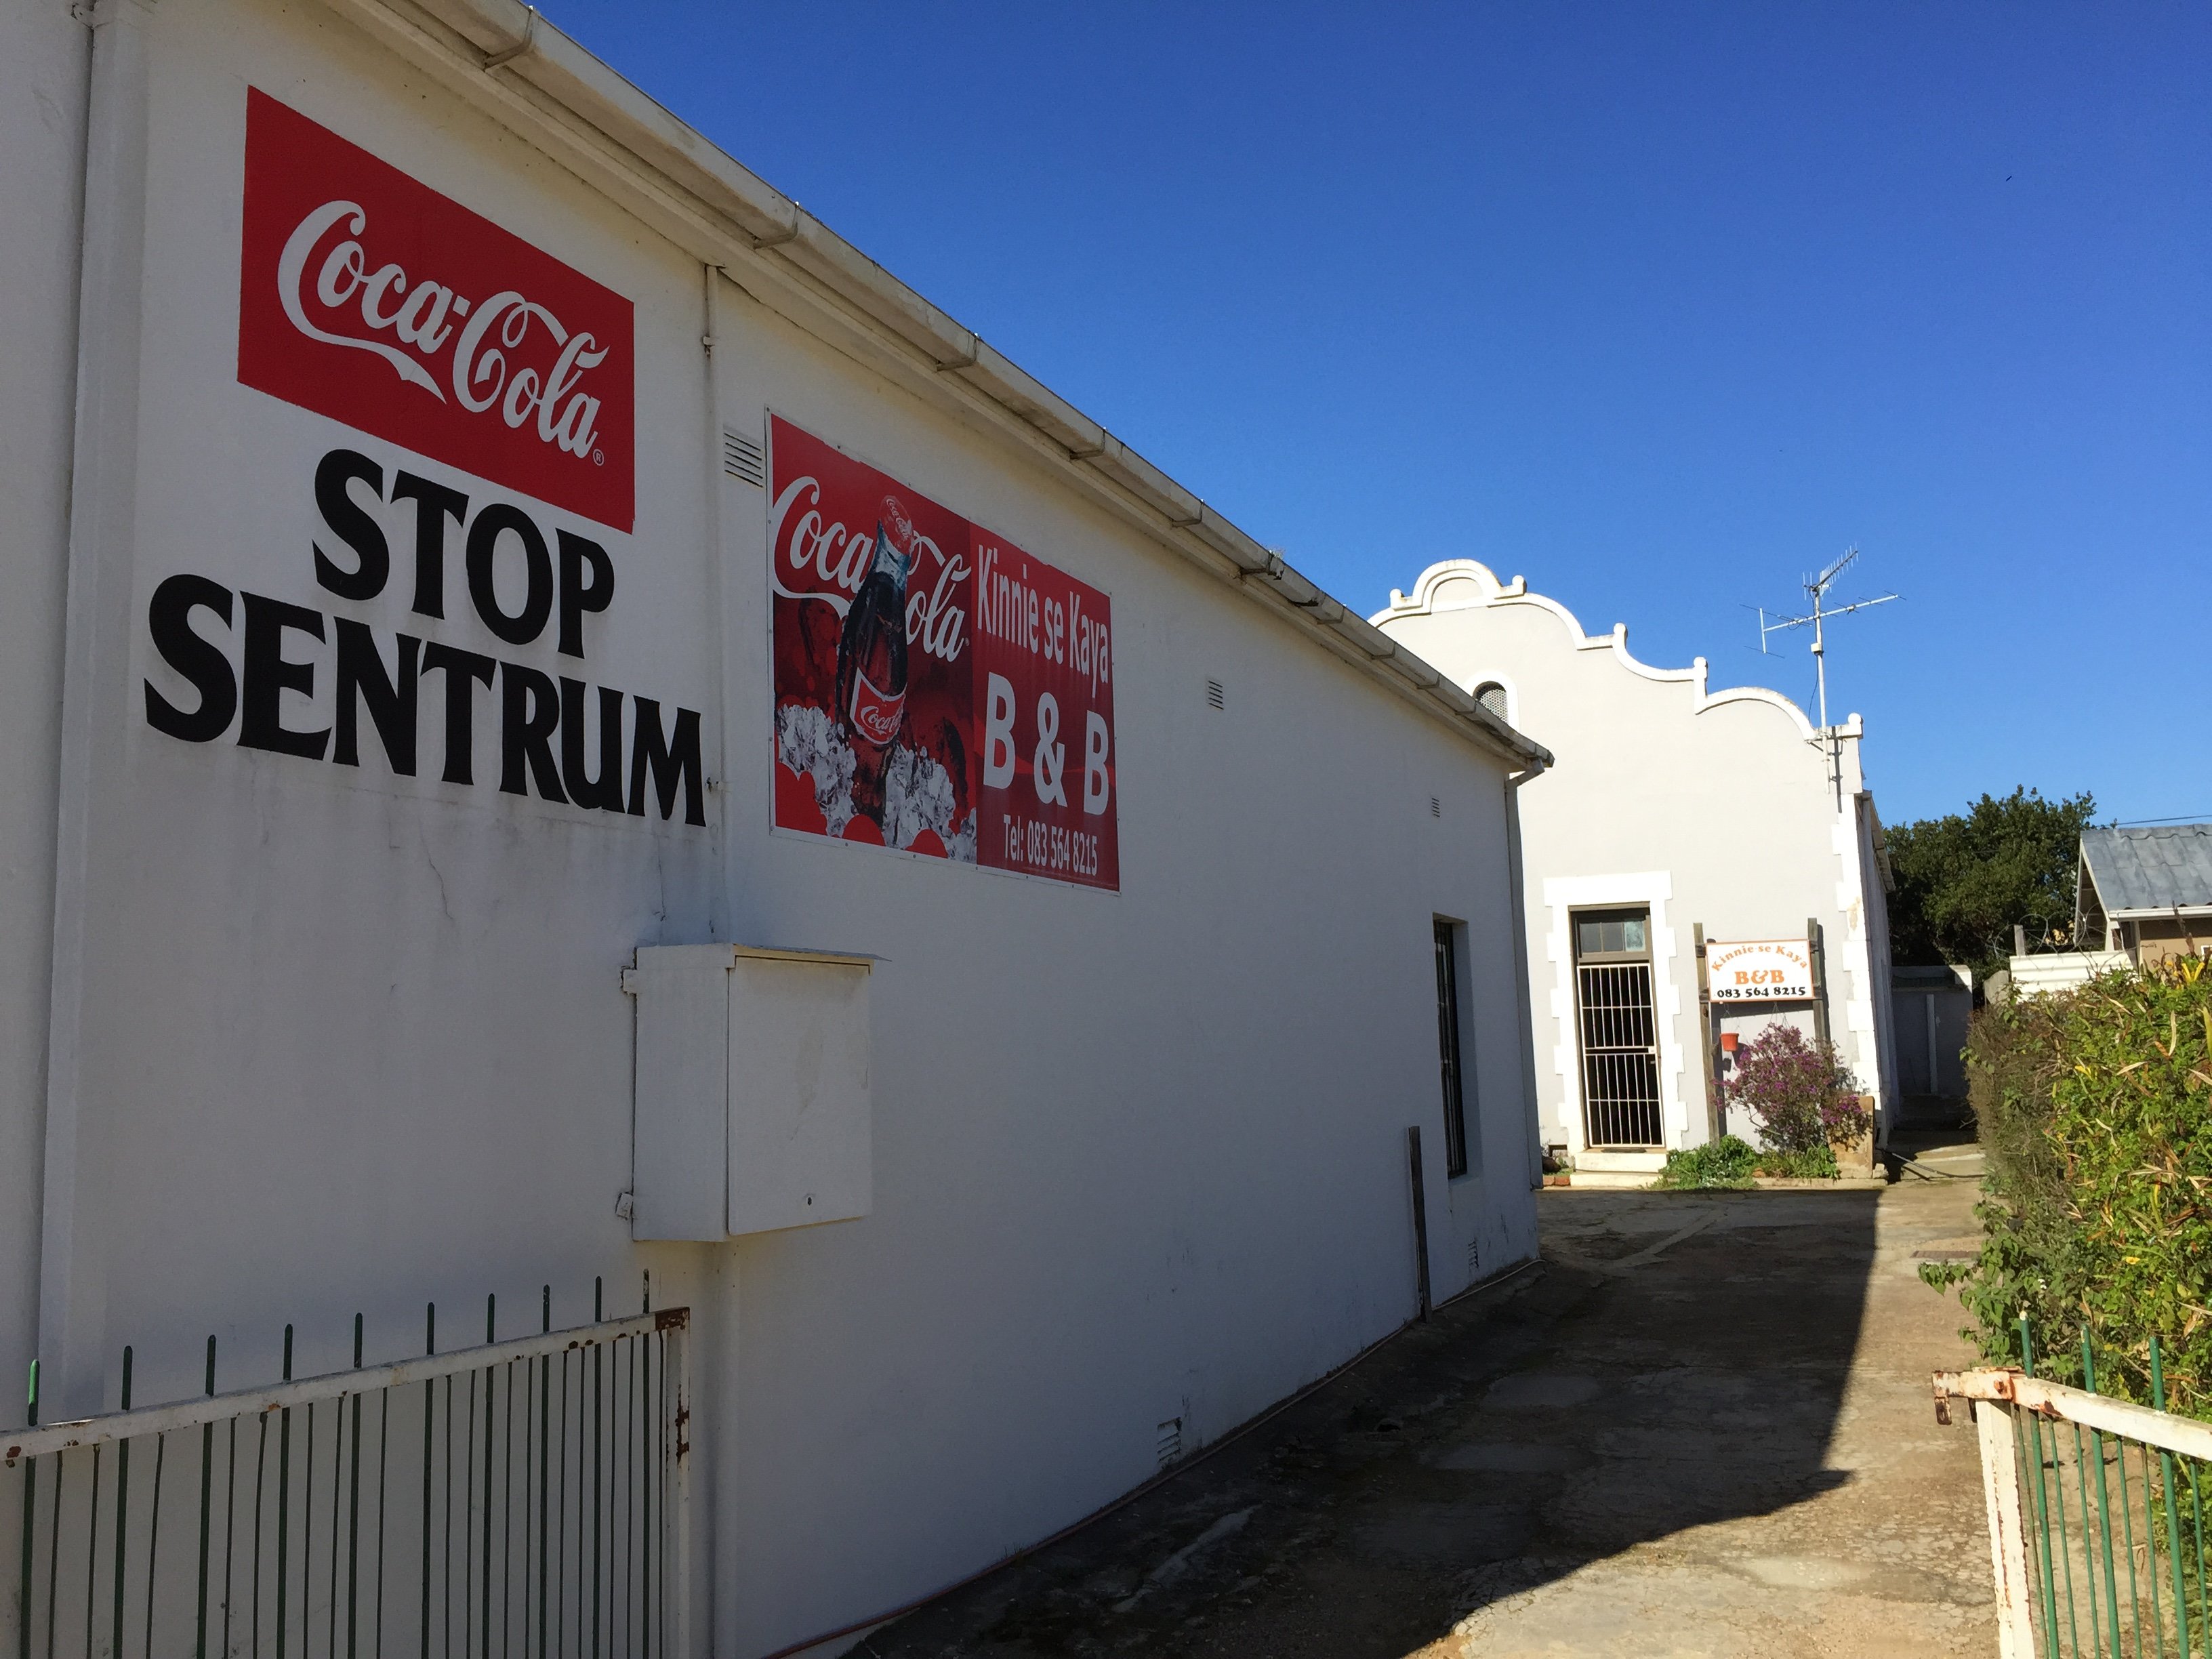 Coca-Cola
STOP
SENTRUM
Coca-Cola
Kinnie se Kaya
B & B
Tel: 083 564 8215
Kinnie se Kaya
B&B
083 564 8215